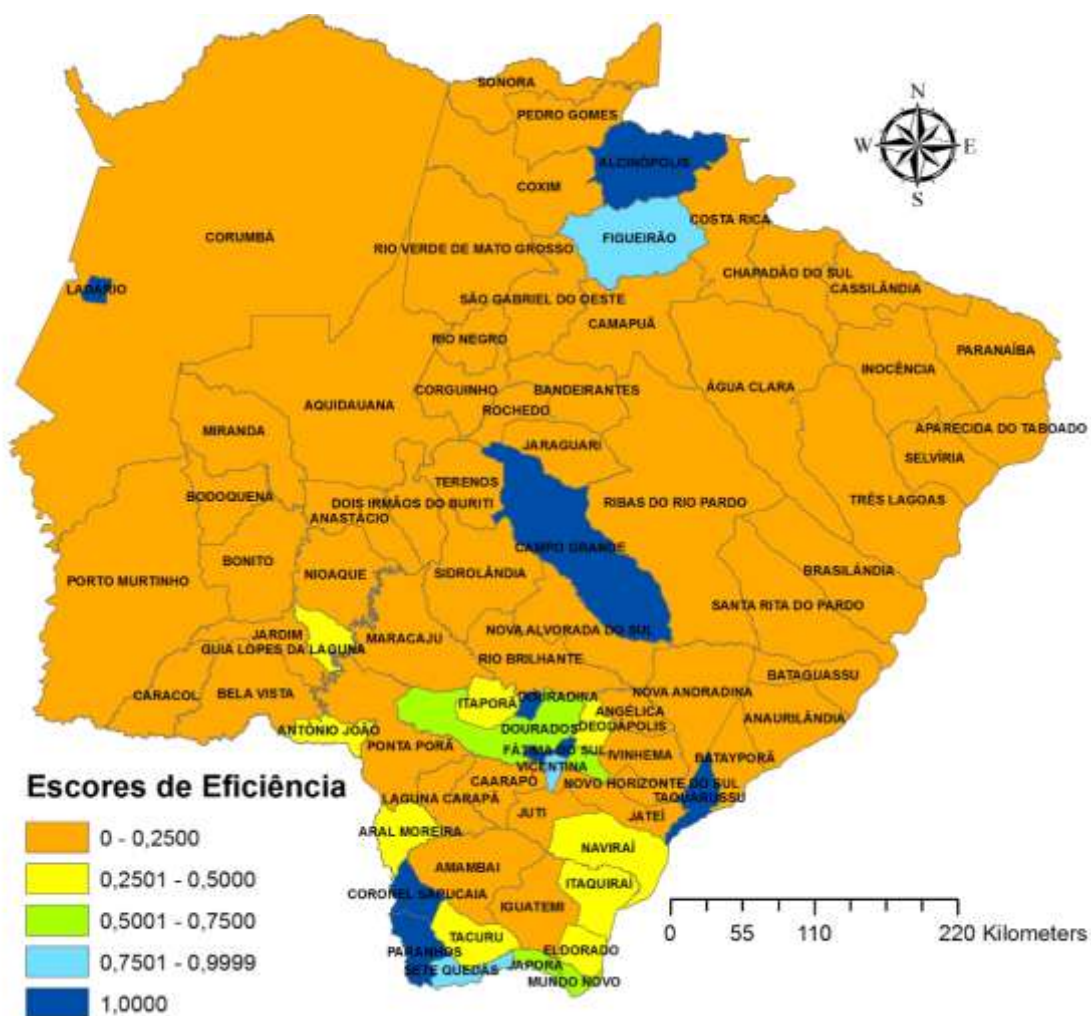 SONORA
PEDRO GOMES
N
ALCINÓPOLIS
W
E
S
COXIM
COSTA RICA
CORUMBÁ
RIO VERDE DE MATO GROSSO
FIGUEIRÃO
CHAPADÃO DO SUL
CASSILÂNDIA
LADÁRIO
SÃO GABRIEL DO OESTE
CAMAPUÃ
RIO NEGRO
PARANAÍBA
INOCÊNCIA
CORGUINHO
BANDEIRANTES
ÁGUA CLARA
AQUIDAUANA
ROCHEDO
MIRANDA
APARECIDA DO TABOADO
JARAGUARI
SELVÍRIA
TERENOS
BODOQUENA
DOIS IRMÃOS DO BURITI
RIBAS DO RIO PARDO
TRÊS LAGOAS
ANASTÁCIO
CAMPO GRANDE
BONITO
NIOAQUE
SIDROLÂNDIA
BRASILÂNDIA
PORTO MURTINHO
SANTA RITA DO PARDO
NOVA ALVORADA DO SUL
JARDIM
MARACAJU
GUIA LOPES DA LAGUNA
RIO BRILHANTE
BATAGUASSU
CARACOL
BELA VISTA
NOVA ANDRADINA
DOURADINA
ITAPORÃ
ANGÉLICA
ANAURILÂNDIA
ANTÔNIO JOÃO
DOURADOS
DEODÁPOLIS
PONTA PORÃ
FÁTIMA DO SUL
IVINHEMA
BATAYPORÃ
VICENTINA
CAARAPÓ
NOVO HORIZONTE DO SUL
TAQUARUSSU
LAGUNA CARAPÃ
JUTI
JATEÍ
ARAL MOREIRA
NAVIRAÍ
AMAMBAI
ITAQUIRAÍ
CORONEL SAPUCAIA
IGUATEMI
TACURU
ELDORADO
PARANHOS
SETE QUEDAS
JAPORÃ
MUNDO NOVO
0 55 110 220 Kilometers
Escores de Eficiência
0 - 0,2500
0,2501 - 0,5000
0,5001 - 0,7500
0,7501 - 0,9999
1,0000